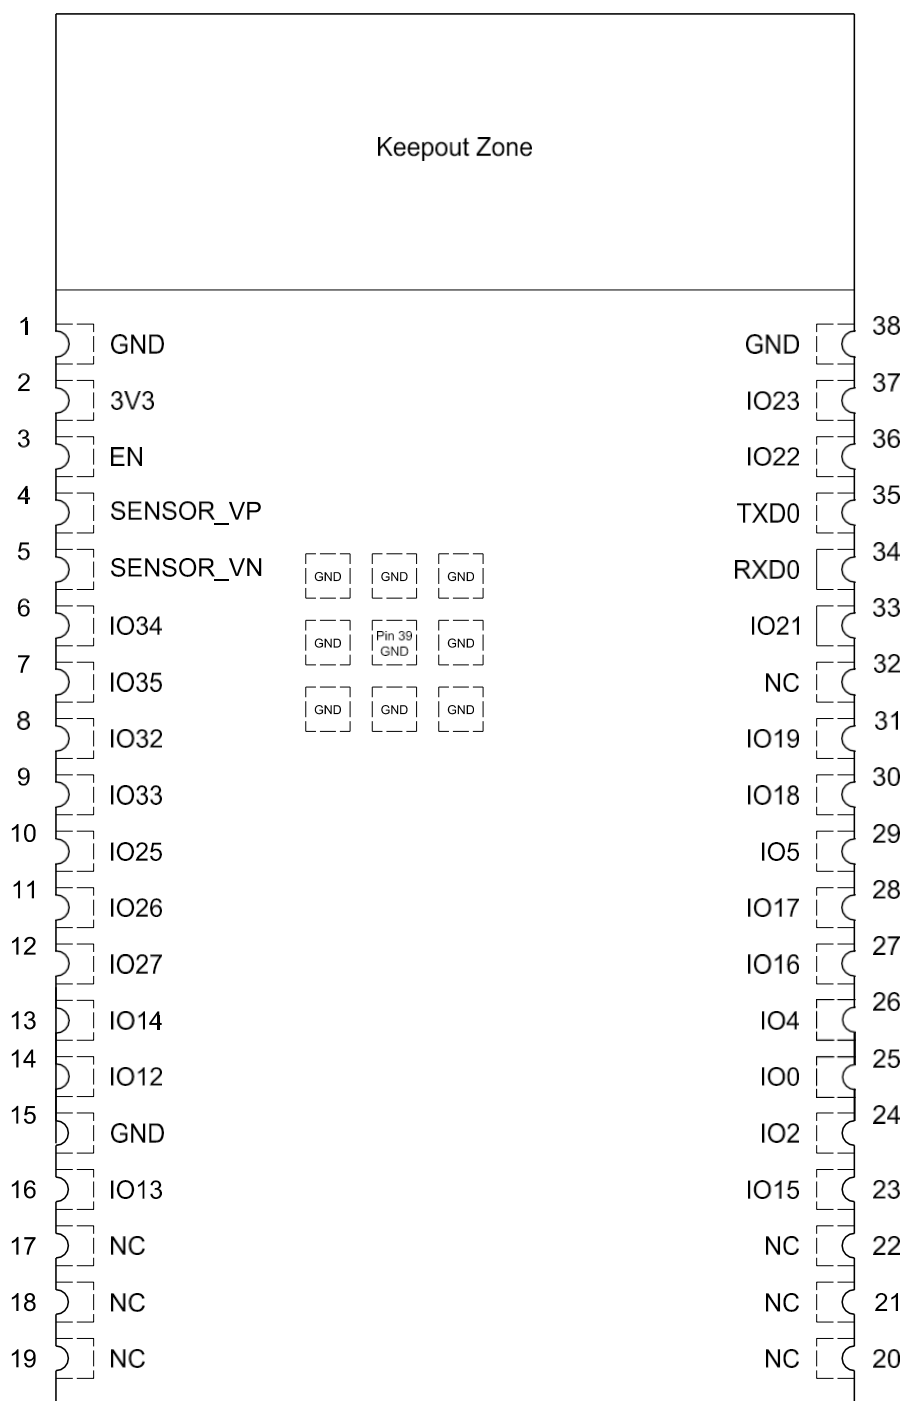 Keepout Zone
1 GND GND 38
2 3V3 IO23 37
3 EN IO22 36
4 SENSOR_VP TXD0 35
5 SENSOR_VN GND GND GND RXD0 34
6 IO34 GND Pin 39 GND GND IO21 33
7 IO35 GND GND GND NC 32
8 IO32 IO19 31
9 IO33 IO18 30
10 IO25 IO5 29
11 IO26 IO17 28
12 IO27 IO16 27
13 IO14 IO4 26
14 IO12 IO0 25
15 GND IO2 24
16 IO13 IO15 23
17 NC NC 22
18 NC NC 21
19 NC NC 20